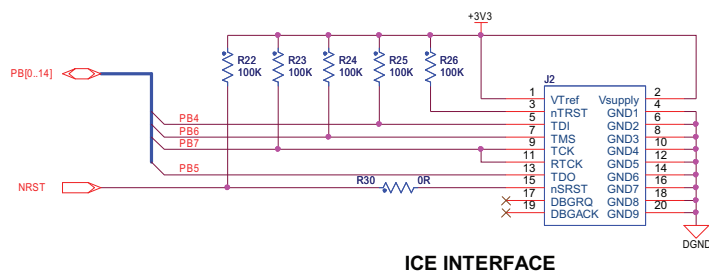 +3V3
R22 R23 R24 R25 R26
100K 100K 100K 100K 100K
J2
PB[0..14]
1 VTref Vsupply 2
3 nTRST GND1 4
PB4 5 TDI GND2 6
PB6 7 TMS GND3 8
PB7 9 TCK GND4 10
11 RTCK GND5 12
PB5 13 TDO GND6 14
NRST R30 0R 15 nSRST GND7 16
17 DBGRQ GND8 18
19 DBGACK GND9 20
DGND
ICE INTERFACE